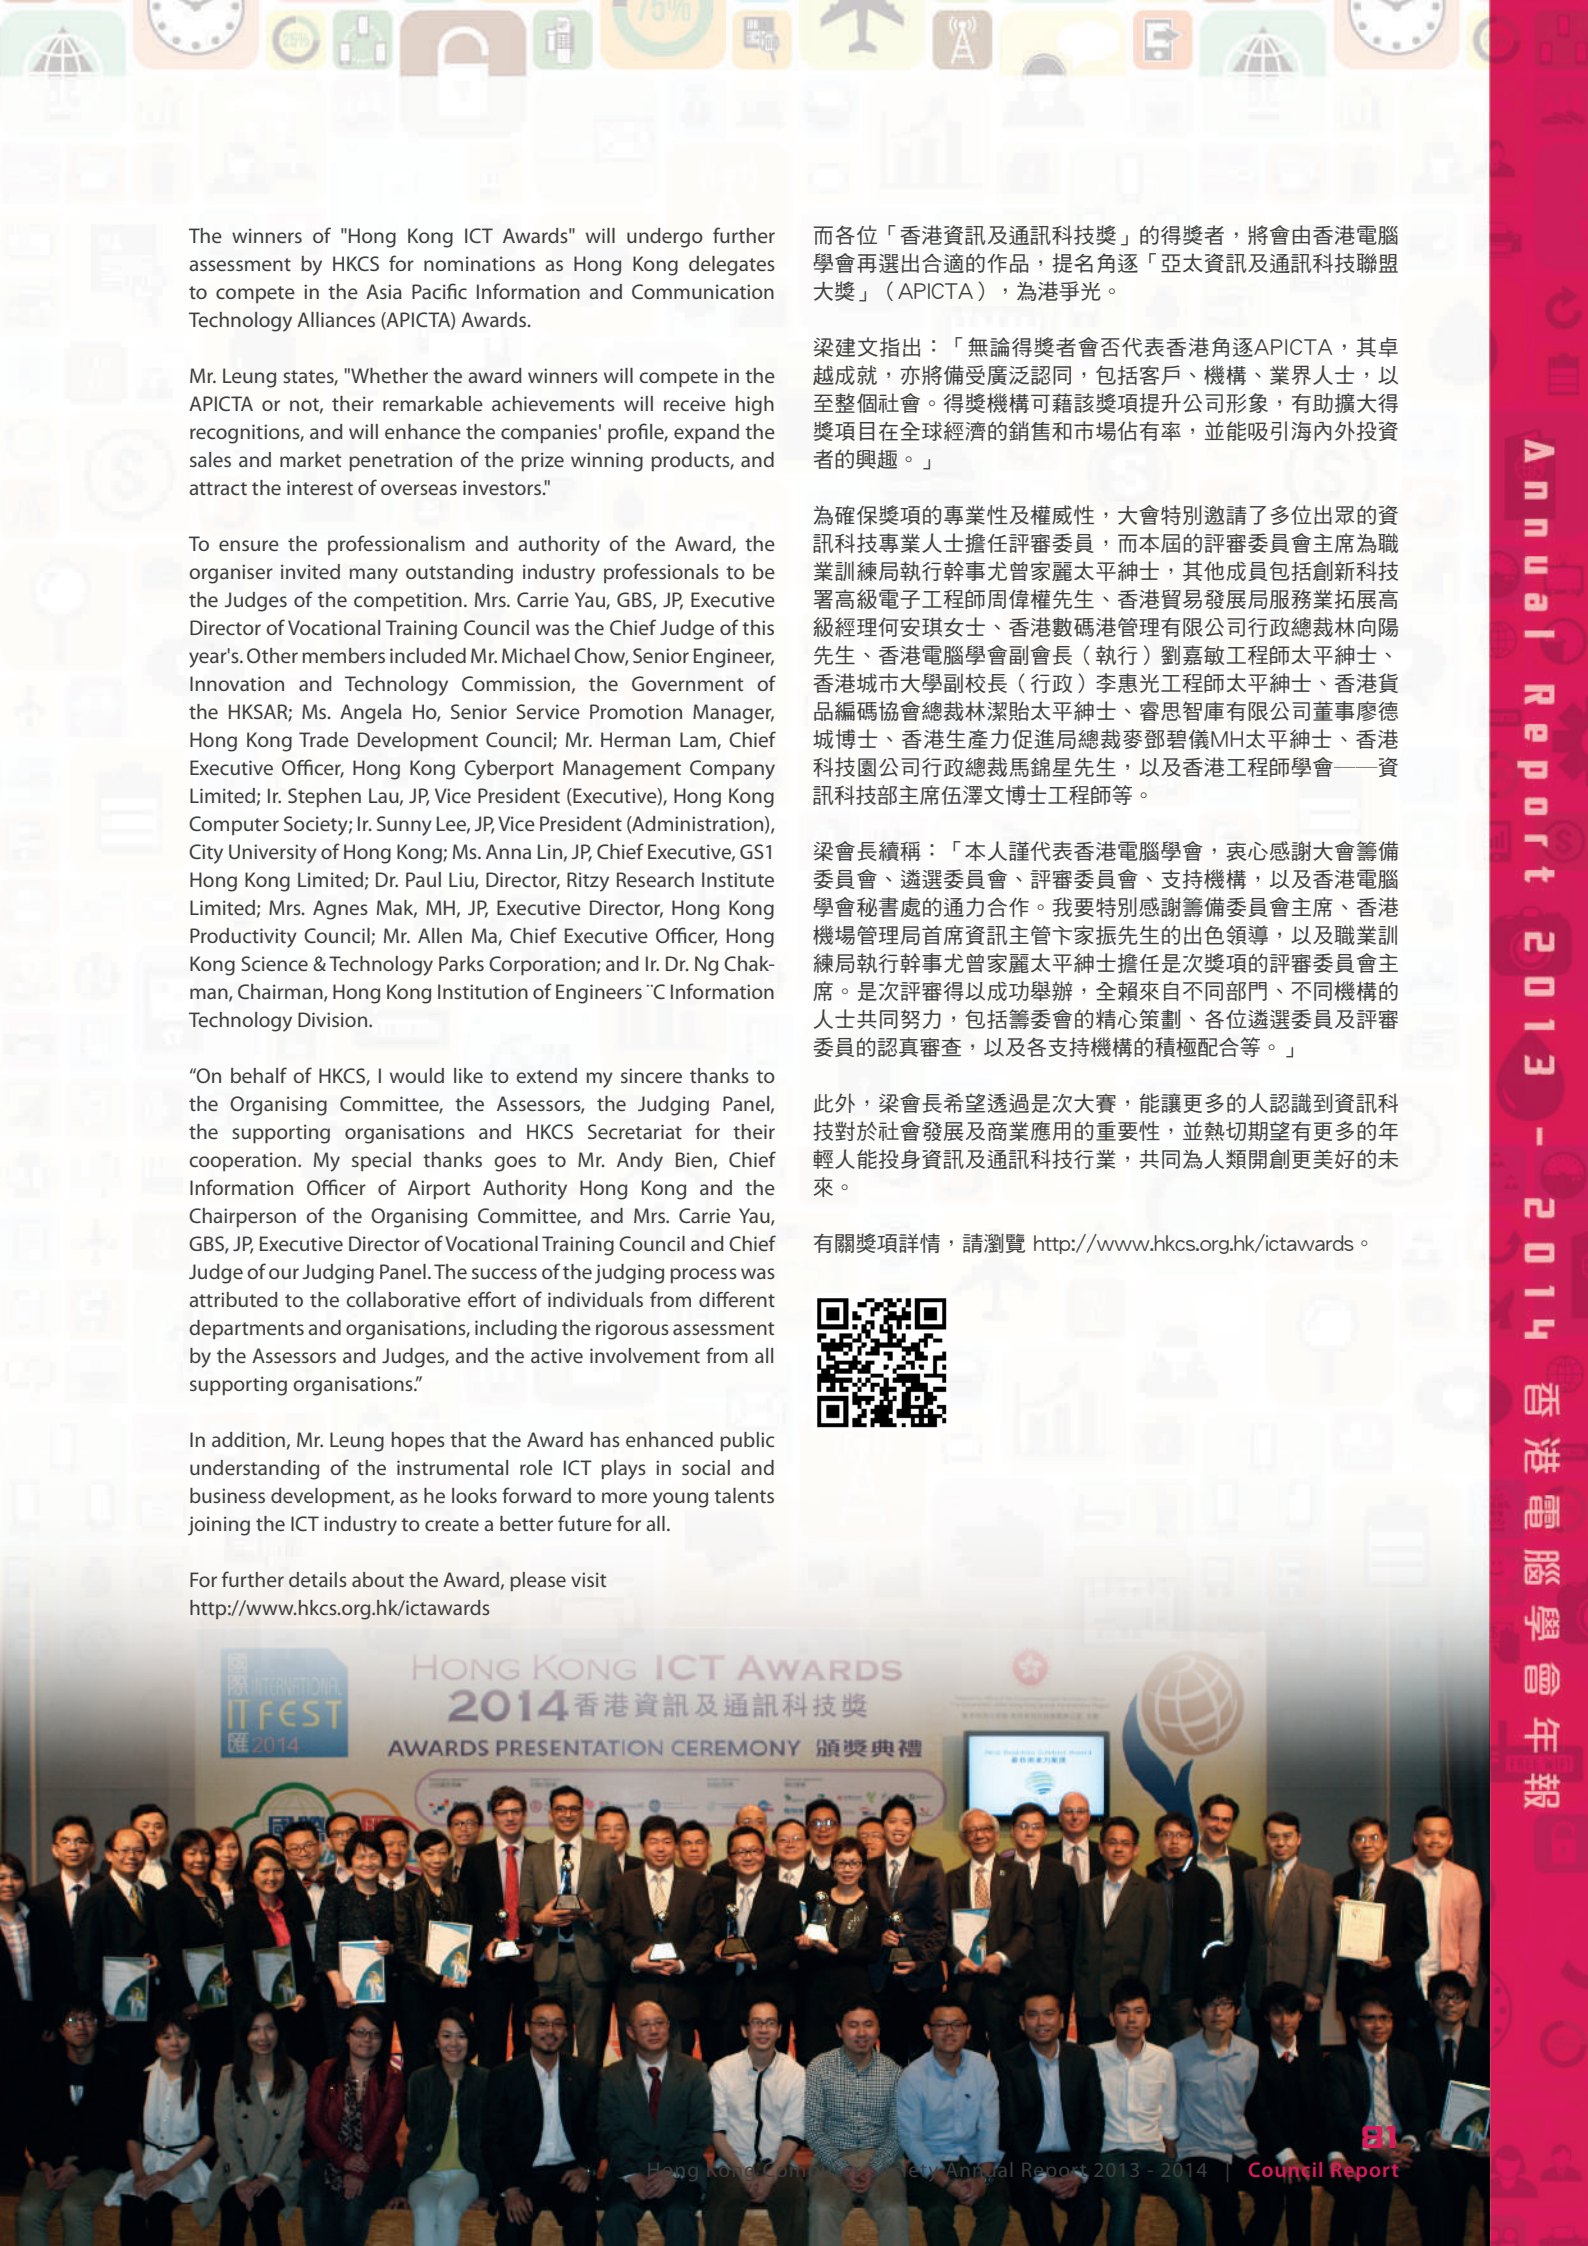 The winners of "Hong Kong ICT Awards" will undergo further
assessment by HKCS for nominations as Hong Kong delegates
to compete in the Asia Pacific Information and Communication
Technology Alliances (APICTA) Awards.
Mr. Leung states, "Whether the award winners will compete in the
APICTA or not, their remarkable achievements will receive high
recognitions, and will enhance the companies' profile, expand the
sales and market penetration of the prize winning products, and
attract the interest of overseas investors."
To ensure the professionalism and authority of the Award, the
organiser invited many outstanding industry professionals to be
the Judges of the competition. Mrs. Carrie Yau, GBS, JP, Executive
Director of Vocational Training Council was the Chief Judge of this
year's. Other members included Mr. Michael Chow, Senior Engineer,
Innovation and Technology Commission, the Government of
the HKSAR; Ms. Angela Ho, Senior Service Promotion Manager,
Hong Kong Trade Development Council; Mr. Herman Lam, Chief
Executive Officer, Hong Kong Cyberport Management Company
Limited; Ir. Stephen Lau, JP, Vice President (Executive), Hong Kong
Computer Society; Ir. Sunny Lee, JP, Vice President (Administration),
City University of Hong Kong; Ms. Anna Lin, JP, Chief Executive, GS1
Hong Kong Limited; Dr. Paul Liu, Director, Ritzy Research Institute
Limited; Mrs. Agnes Mak, MH, JP, Executive Director, Hong Kong
Productivity Council; Mr. Allen Ma, Chief Executive Officer, Hong
Kong Science & Technology Parks Corporation; and Ir. Dr. Ng Chak-
man, Chairman, Hong Kong Institution of Engineers ¨C Information
Technology Division.
“On behalf of HKCS, I would like to extend my sincere thanks to
the Organising Committee, the Assessors, the Judging Panel,
the supporting organisations and HKCS Secretariat for their
cooperation. My special thanks goes to Mr. Andy Bien, Chief
Information Officer of Airport Authority Hong Kong and the
Chairperson of the Organising Committee, and Mrs. Carrie Yau,
GBS, JP, Executive Director of Vocational Training Council and Chief
Judge of our Judging Panel. The success of the judging process was
attributed to the collaborative effort of individuals from different
departments and organisations, including the rigorous assessment
by the Assessors and Judges, and the active involvement from all
supporting organisations.”
In addition, Mr. Leung hopes that the Award has enhanced public
understanding of the instrumental role ICT plays in social and
business development, as he looks forward to more young talents
joining the ICT industry to create a better future for all.
For further details about the Award, please visit
http://www.hkcs.org.hk/ictawards
而各位「香港資訊及通訊科技獎」的得獎者，將會由香港電腦
學會再選出合適的作品，提名角逐「亞太資訊及通訊科技聯盟
大獎」（APICTA），為港爭光。
梁建文指出：「無論得獎者會否代表香港角逐APICTA，其卓
越成就，亦將備受廣泛認同，包括客戶、機構、業界人士，以
至整個社會。得獎機構可藉該獎項提升公司形象，有助擴大得
獎項目在全球經濟的銷售和市場佔有率，並能吸引海內外投資
者的興趣。」
為確保獎項的專業性及權威性，大會特別邀請了多位出眾的資
訊科技專業人士擔任評審委員，而本屆的評審委員會主席為職
業訓練局執行幹事尤曾家麗太平紳士，其他成員包括創新科技
署高級電子工程師周偉權先生、香港貿易發展局服務業拓展高
級經理何安琪女士、香港數碼港管理有限公司行政總裁林向陽
先生、香港電腦學會副會長（執行）劉嘉敏工程師太平紳士、
香港城市大學副校長（行政）李惠光工程師太平紳士、香港貨
品編碼協會總裁林潔貽太平紳士、睿思智庫有限公司董事廖德
城博士、香港生產力促進局總裁麥鄧碧儀MH太平紳士、香港
科技園公司行政總裁馬錦星先生，以及香港工程師學會──資
訊科技部主席伍澤文博士工程師等。
梁會長續稱：「本人謹代表香港電腦學會，衷心感謝大會籌備
委員會、遴選委員會、評審委員會、支持機構，以及香港電腦
學會秘書處的通力合作。我要特別感謝籌備委員會主席、香港
機場管理局首席資訊主管卞家振先生的出色領導，以及職業訓
練局執行幹事尤曾家麗太平紳士擔任是次獎項的評審委員會主
席。是次評審得以成功舉辦，全賴來自不同部門、不同機構的
人士共同努力，包括籌委會的精心策劃、各位遴選委員及評審
委員的認真審查，以及各支持機構的積極配合等。」
此外，梁會長希望透過是次大賽，能讓更多的人認識到資訊科
技對於社會發展及商業應用的重要性，並熱切期望有更多的年
輕人能投身資訊及通訊科技行業，共同為人類開創更美好的未
來。
有關獎項詳情，請瀏覽 http://www.hkcs.org.hk/ictawards。
Annual Report 2013 - 2014 香港電腦學會年報
75%
25%
國際
INTERNATIONAL
IT FEST
匯 2014
HONG KONG ICT AWARDS
2014 香港資訊及通訊科技獎
AWARDS PRESENTATION CEREMONY 頒獎典禮
81
Hong Kong Computer Society Annual Report 2013 - 2014 | Council Report